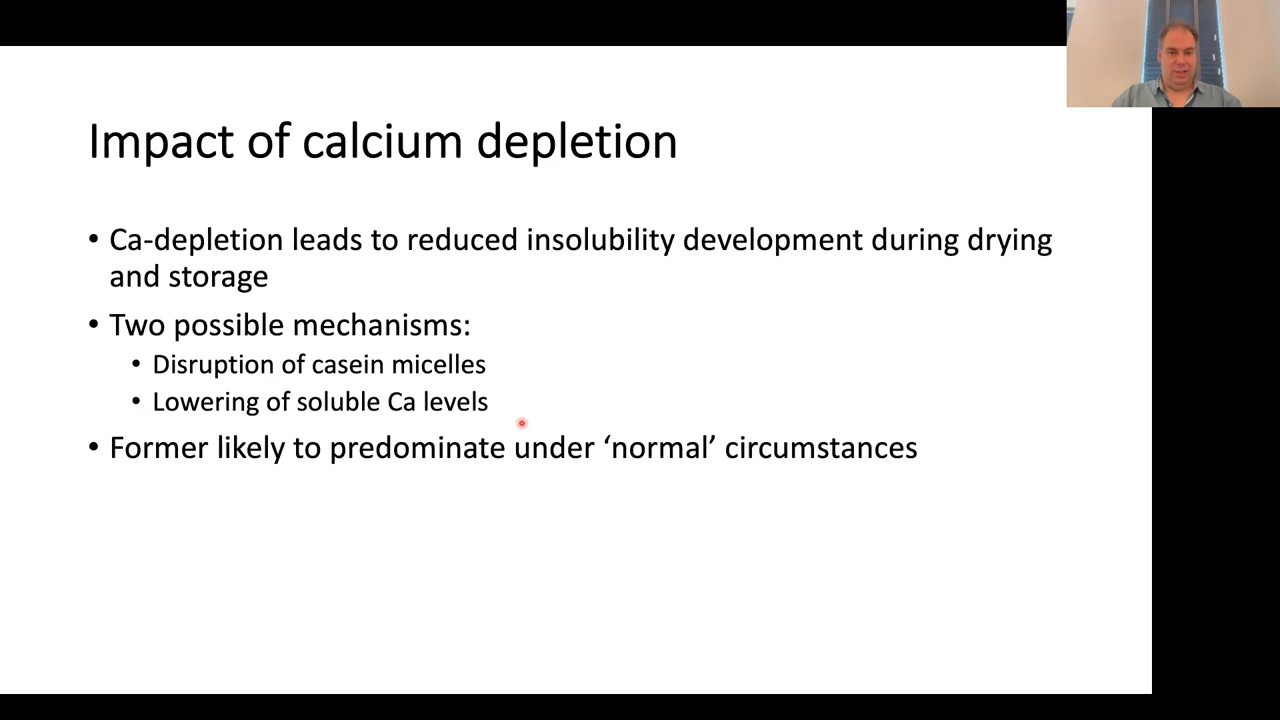 Impact of calcium depletion
• Ca-depletion leads to reduced insolubility development during drying
and storage
• Two possible mechanisms:
• Disruption of casein micelles
• Lowering of soluble Ca levels
• Former likely to predominate under ‘normal’ circumstances